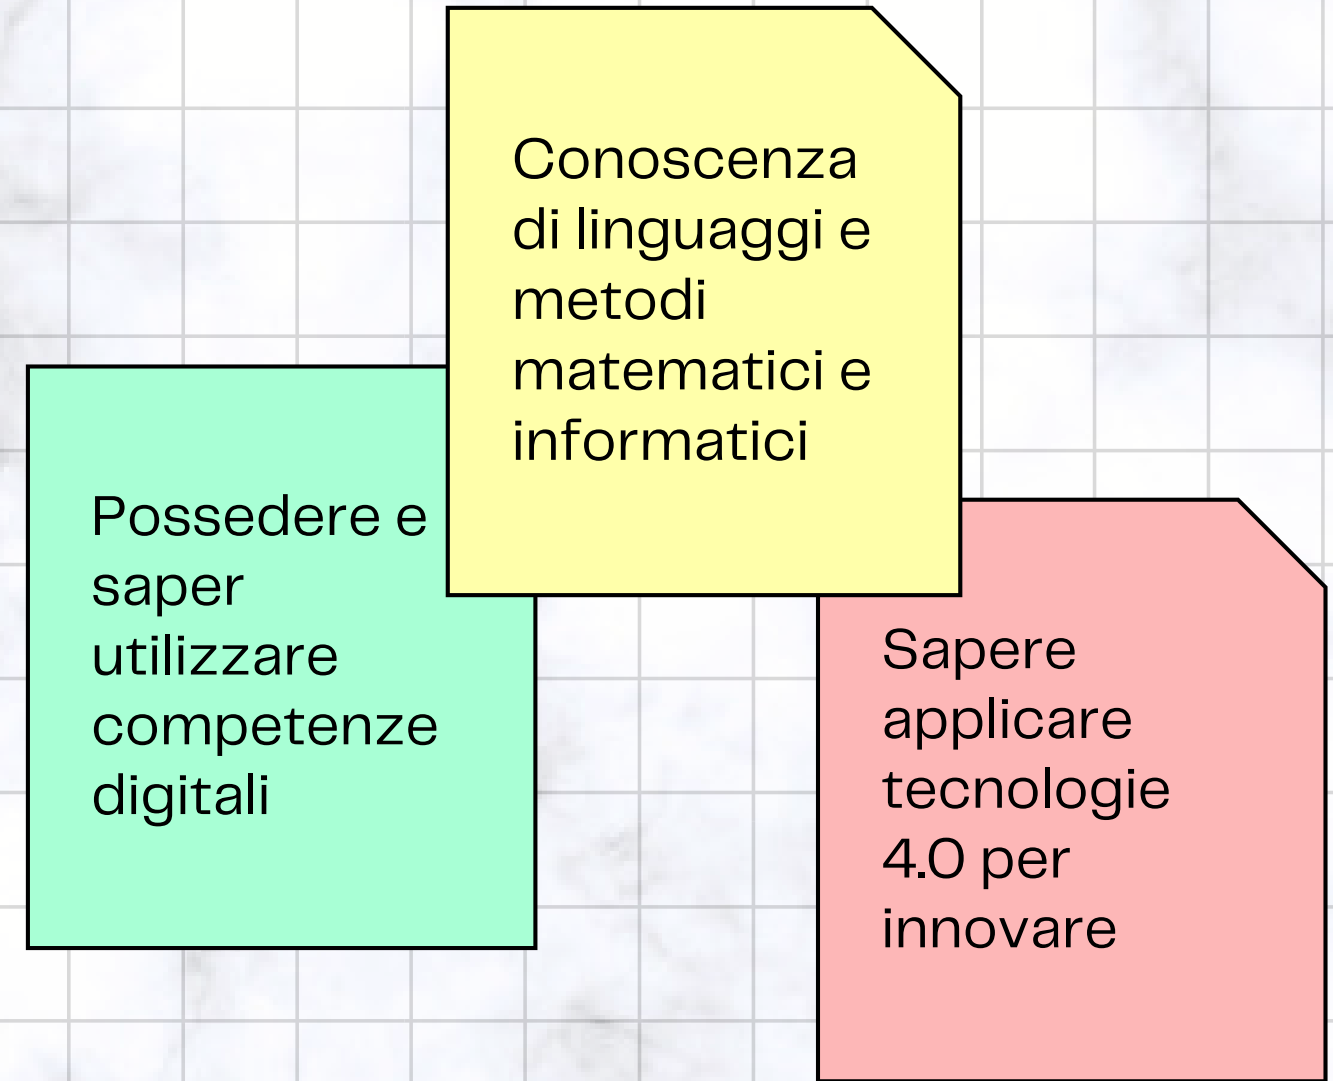 Conoscenza
di linguaggi e
metodi
matematici e
informatici
Possedere e
saper
utilizzare
competenze
digitali
Sapere
applicare
tecnologie
4.0 per
innovare